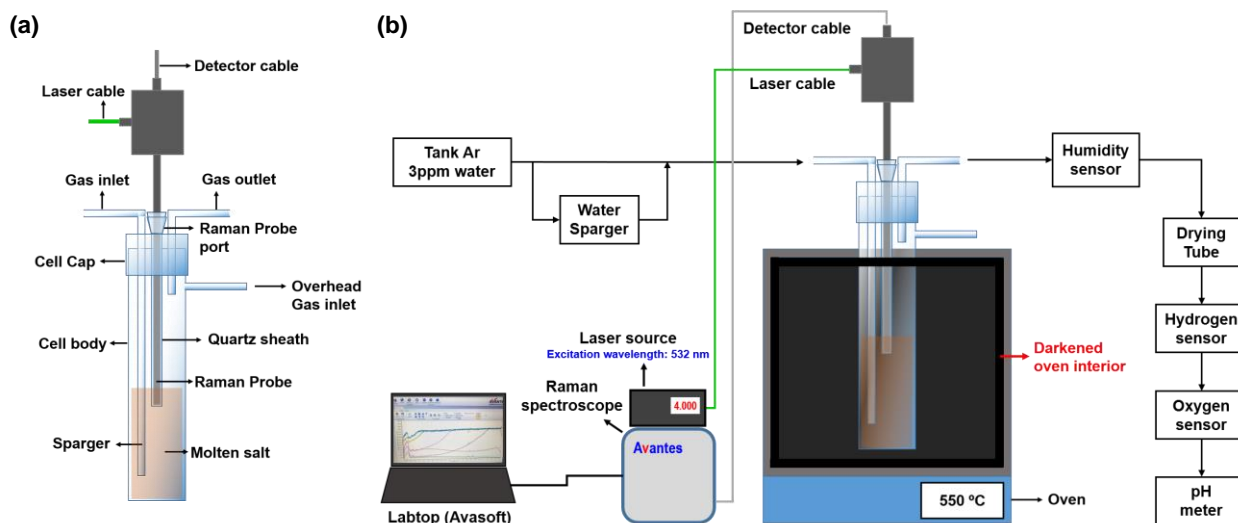 (a)
Detector cable
Laser cable
Gas inlet
Gas outlet
Raman Probe
port
Cell Cap
Overhead
Gas inlet
Cell body
Quartz sheath
Raman Probe
Sparger
Molten salt
(b)
Detector cable
Laser cable
Tank Ar
3ppm water
Water
Sparger
Humidity
sensor
Drying
Tube
Hydrogen
sensor
Oxygen
sensor
pH
meter
Darkened
oven interior
Laser source
Excitation wavelength: 532 nm
Raman
spectroscope
4.000
Avantes
Labtop (Avasoft)
550 ºC
Oven